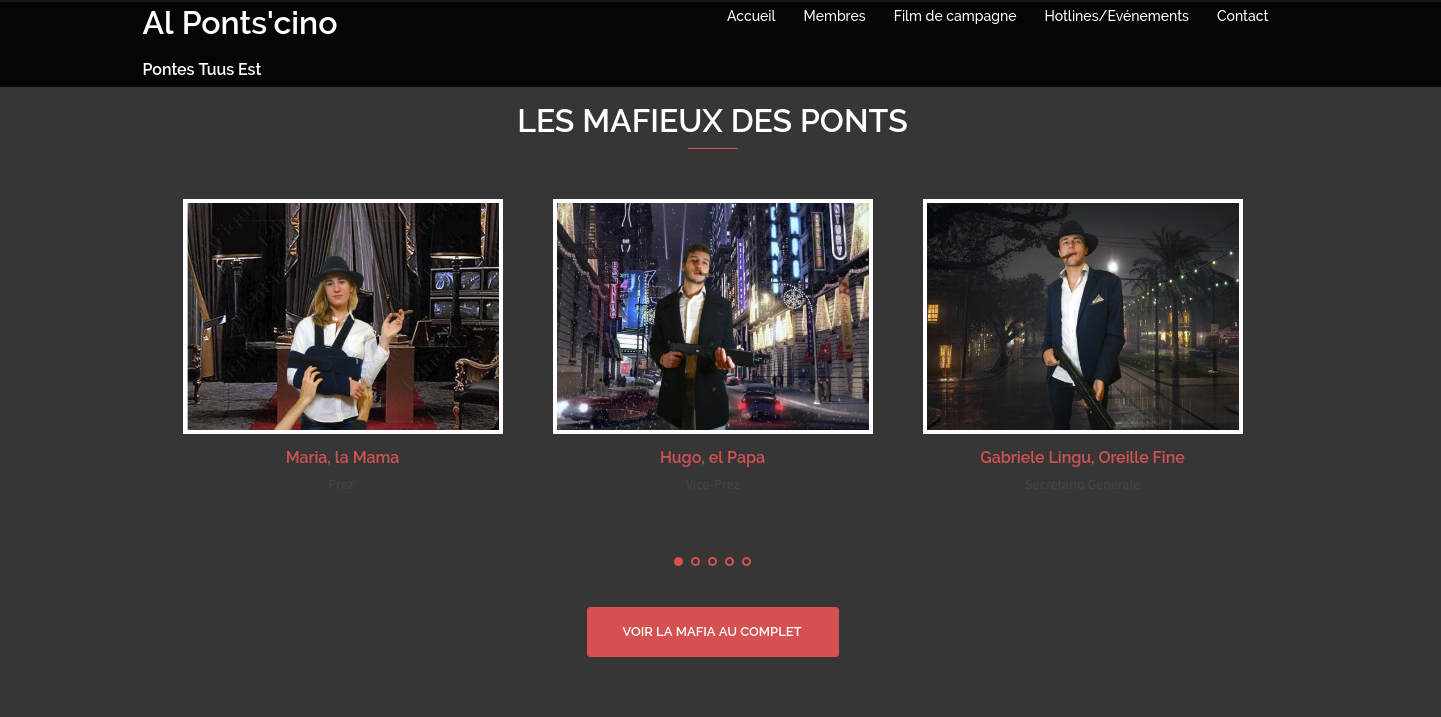 Al Ponts'cino
Accueil Membres Film de campagne Hotlines/Evénements Contact
Pontes Tuus Est
LES MAFIEUX DES PONTS
Maria, la Mama
Hugo, el Papa
Gabriele Lingu, Oreille Fine
Prez'
Vice-Prez
Secretario Generale
VOIR LA MAFIA AU COMPLET